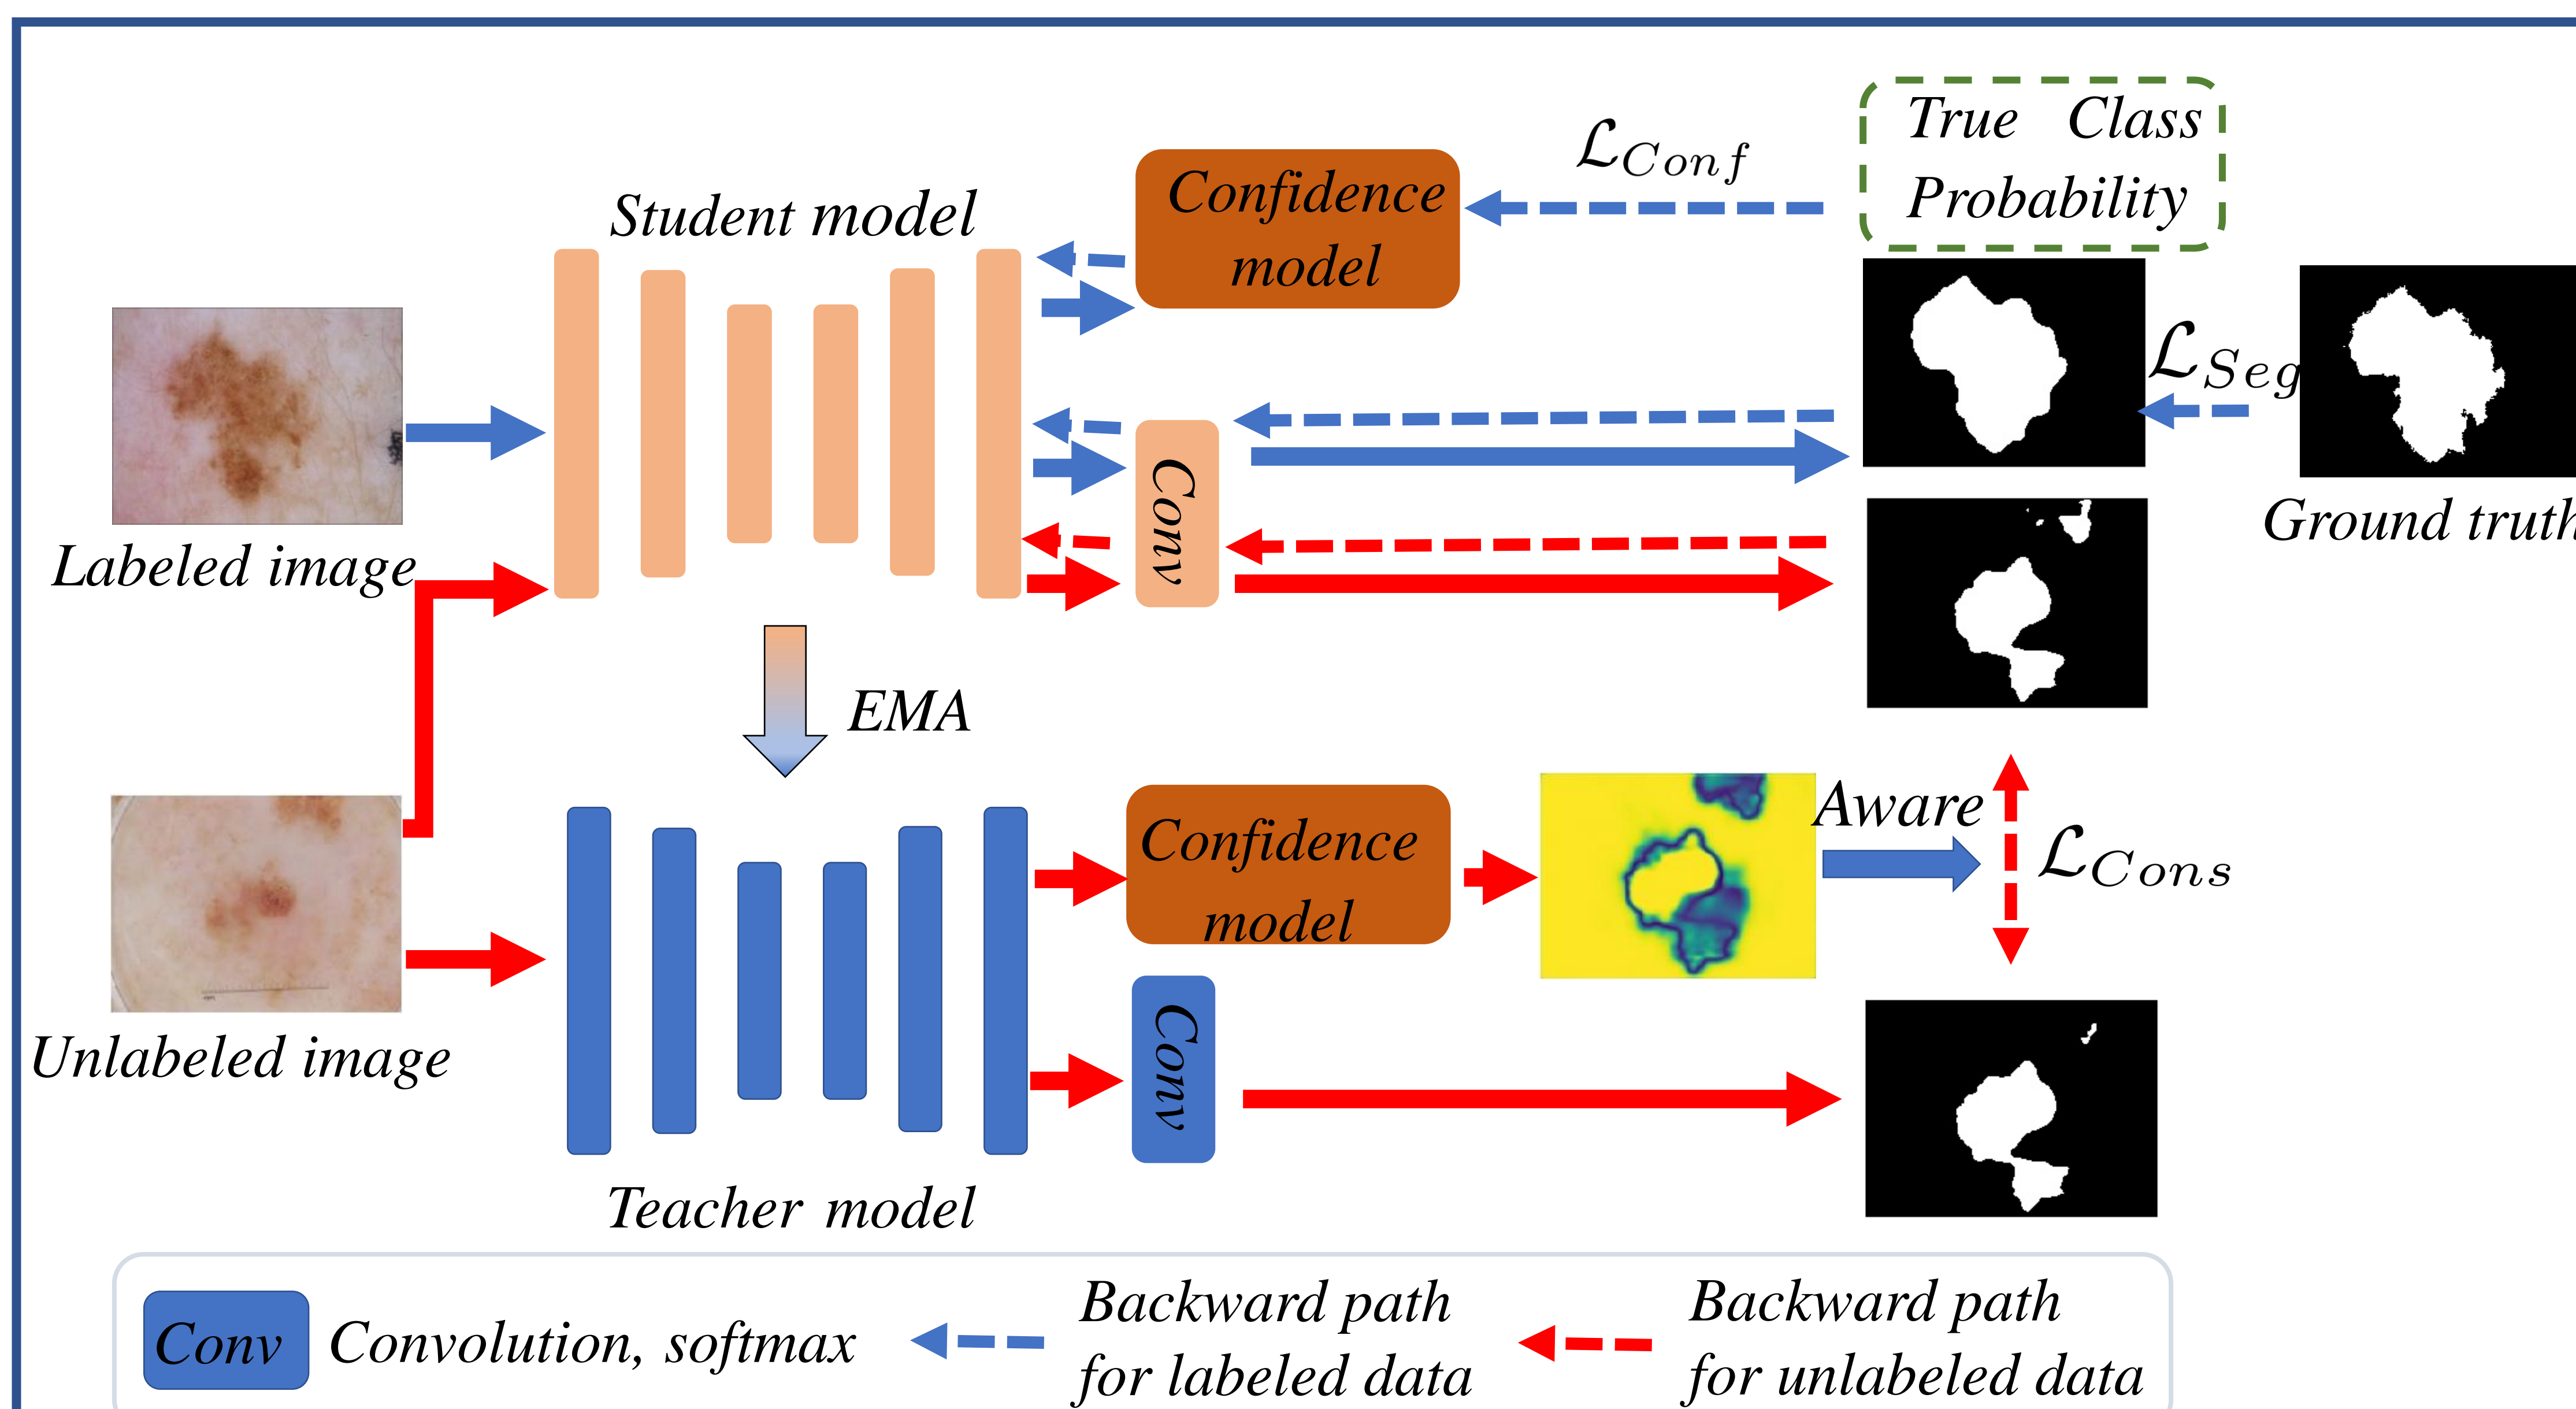 True Class
Probability
ℒ_Conf
Confidence
model
Student model
ℒ_Seg
Ground truth
Conv
Labeled image
EMA
Confidence
model
Aware
ℒ_Cons
Conv
Unlabeled image
Teacher model
Conv
Convolution, softmax
Backward path
for labeled data
Backward path
for unlabeled data